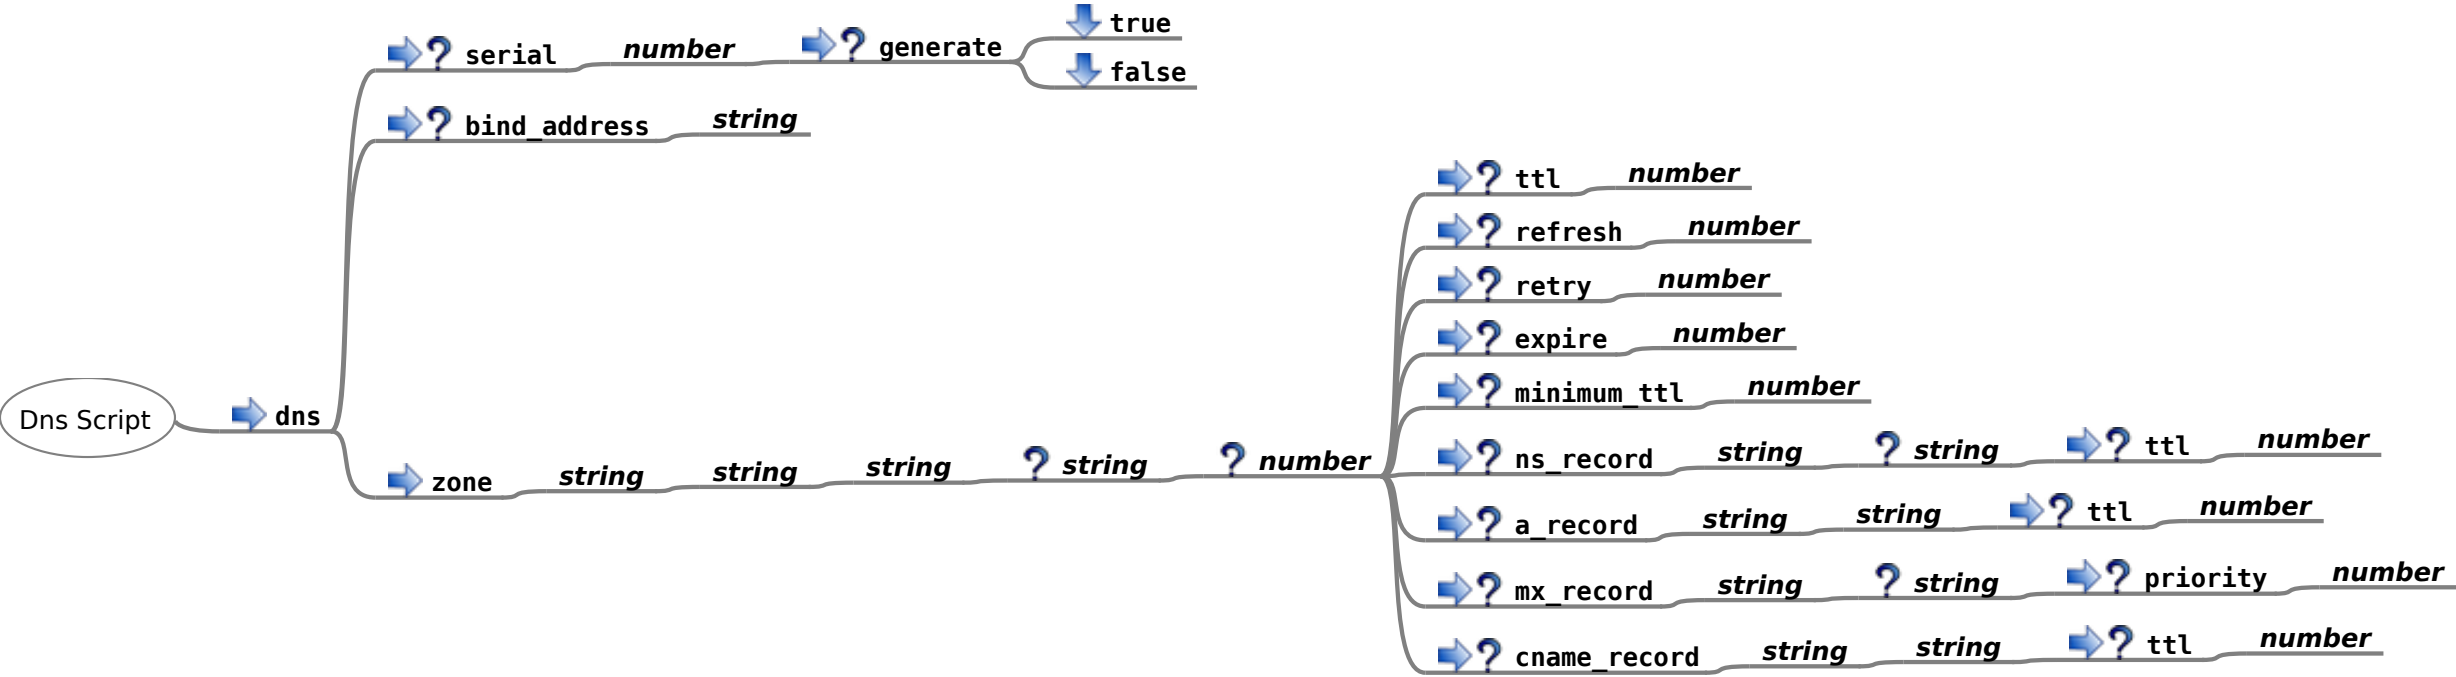 true
serial number generate
false
bind_address string
ttl number
refresh number
retry number
expire number
minimum_ttl number
Dns Script dns
zone string string string ? string ? number
ns_record string ? string ttl number
a_record string string ttl number
mx_record string ? string priority number
cname_record string string ttl number